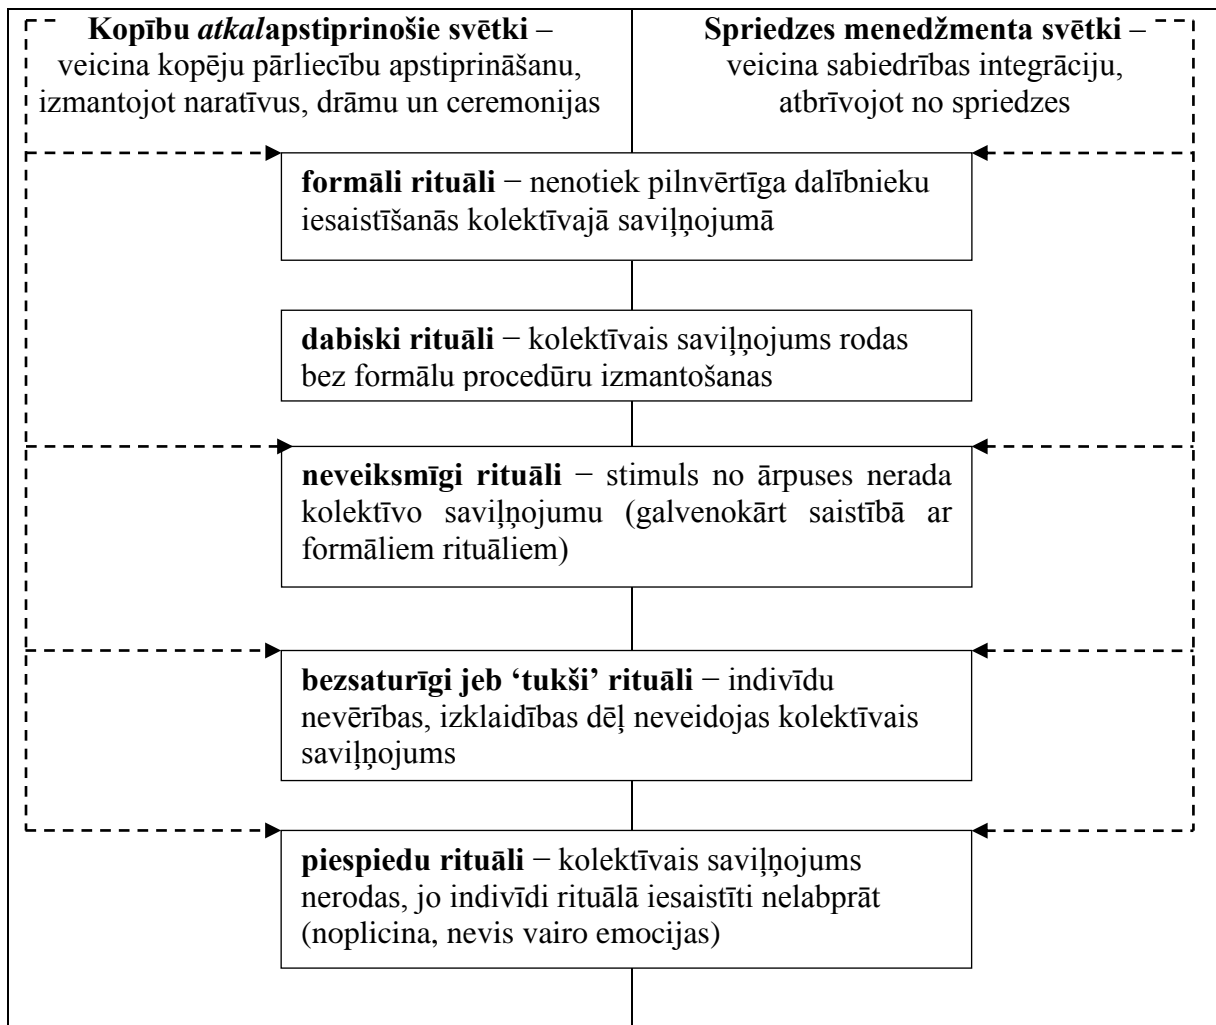 Kopību atkalapstiprinošie svētki –
veicina kopēju pārliecību apstiprināšanu,
izmantojot naratīvus, drāmu un ceremonijas
Spriedzes menedžmenta svētki –
veicina sabiedrības integrāciju,
atbrīvojot no spriedzes
formāli rituāli − nenotiek pilnvērtīga dalībnieku
iesaistīšanās kolektīvajā saviļņojumā
dabiski rituāli − kolektīvais saviļņojums rodas
bez formālu procedūru izmantošanas
neveiksmīgi rituāli − stimuls no ārpuses nerada
kolektīvo saviļņojumu (galvenokārt saistībā ar
formāliem rituāliem)
bezsaturīgi jeb ‘tukši’ rituāli − indivīdu
nevērības, izklaidības dēļ neveidojas kolektīvais
saviļņojums
piespiedu rituāli − kolektīvais saviļņojums
nerodas, jo indivīdi rituālā iesaistīti nelabprāt
(noplicina, nevis vairo emocijas)